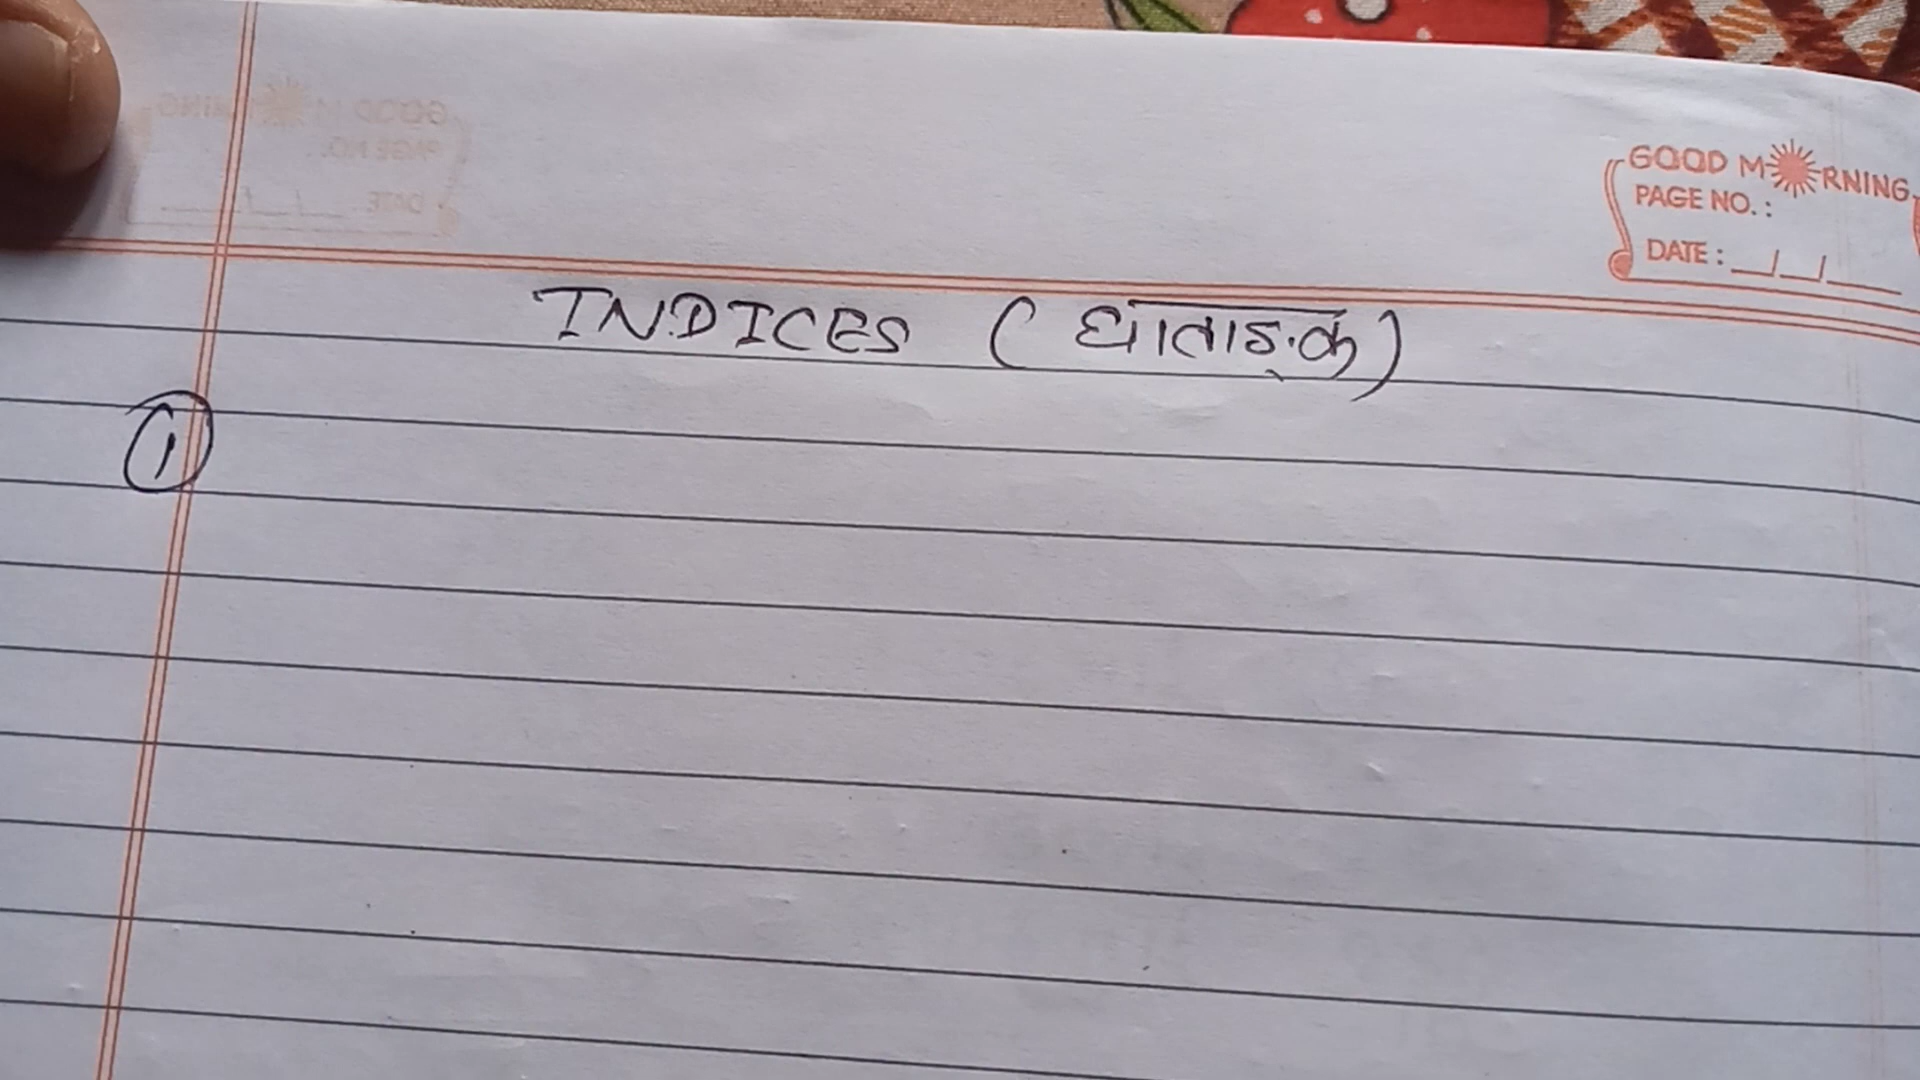 GOOD MORNING
PAGE NO. :
DATE :
INDICES (घाताङ्क)
①